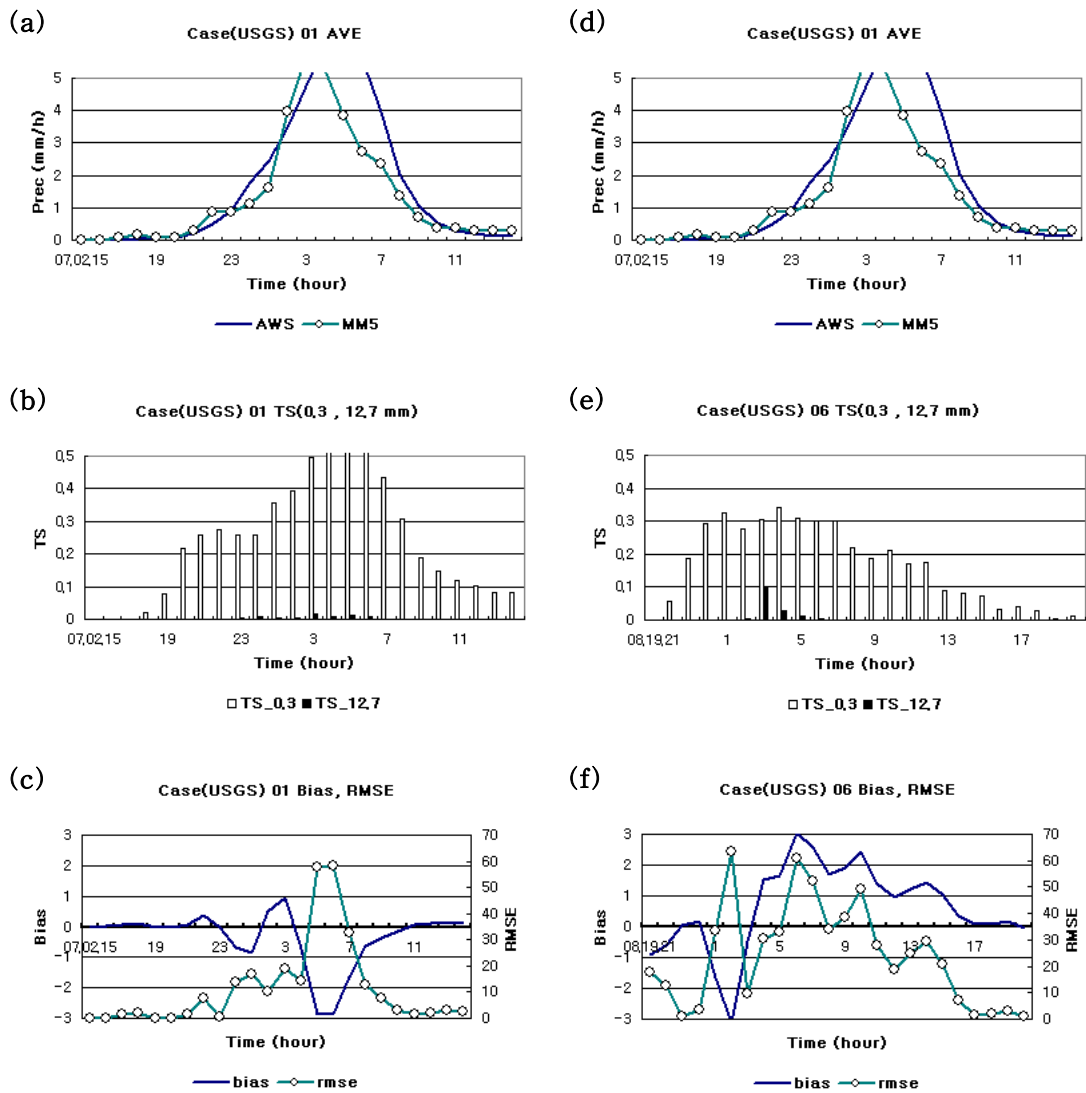 (a)
Case(USGS) 01 AVE
Prec (mm/h)
5
4
3
2
1
0
07,02,15 19 23 3 7 11
Time (hour)
AWS MM5
(d)
Case(USGS) 01 AVE
Prec (mm/h)
5
4
3
2
1
0
07,02,15 19 23 3 7 11
Time (hour)
AWS MM5
(b)
Case(USGS) 01 TS(0,3 , 12,7 mm)
TS
0,5
0,4
0,3
0,2
0,1
0
07,02,15 19 23 3 7 11
Time (hour)
TS_0,3 TS_12,7
(e)
Case(USGS) 06 TS(0,3 , 12,7 mm)
TS
0,5
0,4
0,3
0,2
0,1
0
08,19,21 1 5 9 13 17
Time (hour)
TS_0,3 TS_12,7
(c)
Case(USGS) 01 Bias, RMSE
Bias
3
2
1
0
-1
-2
-3
07,02,15 19 23 3 7 11
70
60
50
40
30
20
10
0
RMSE
Time (hour)
bias rmse
(f)
Case(USGS) 06 Bias, RMSE
Bias
3
2
1
0
-1
-2
-3
08,19,21 1 5 9 13 17
70
60
50
40
30
20
10
0
RMSE
Time (hour)
bias rmse